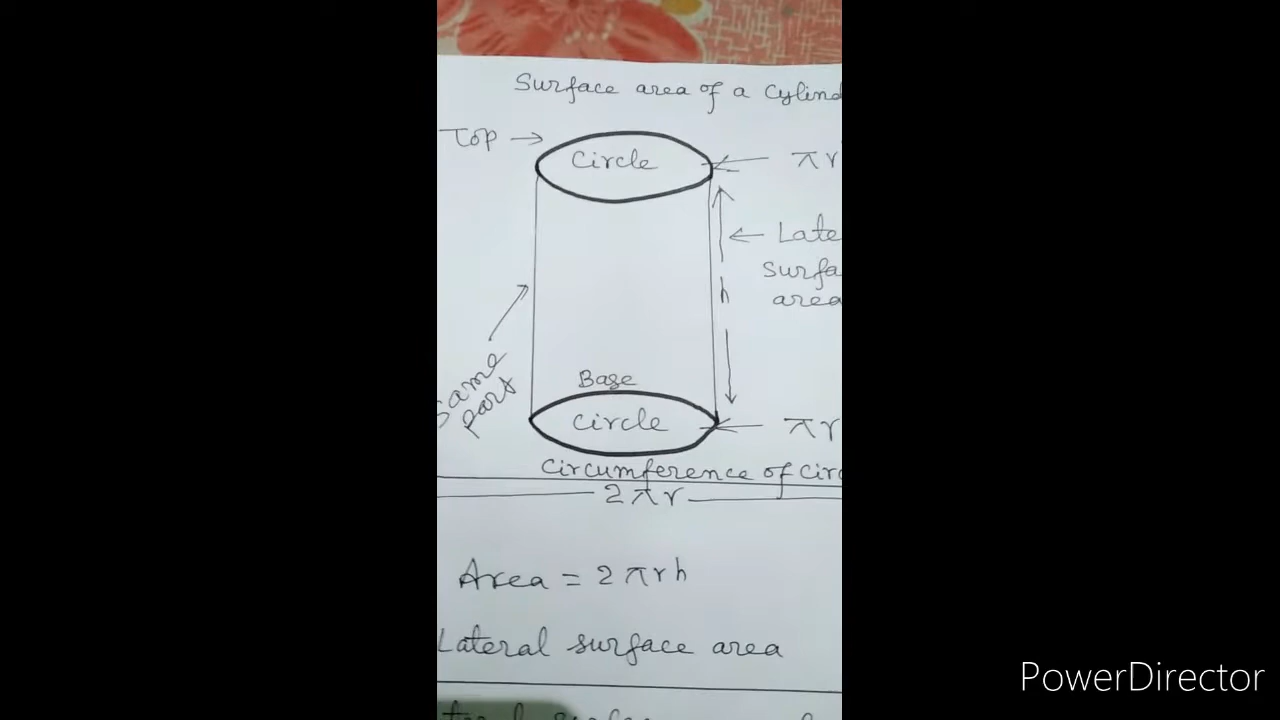 Surface area of a Cylind
Top →
Circle
πr
← Late
surfa
area
h
Same
part
Base
Circle
πr
Circumference of Circ
2πr
Area = 2πrh
Lateral surface area
PowerDirector